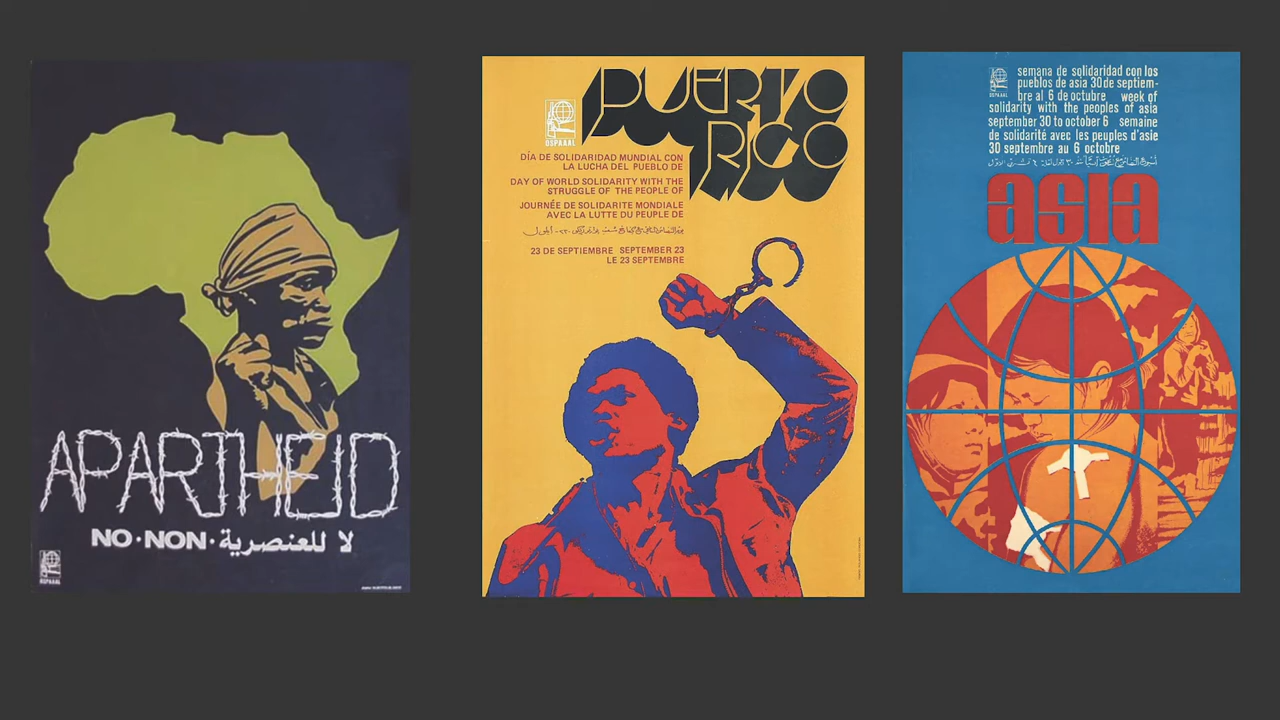 APARTHEID
NO·NON· لا للعنصرية
OSPAAAL
PUERTO
RICO
OSPAAAL
DÍA DE SOLIDARIDAD MUNDIAL CON
LA LUCHA DEL PUEBLO DE
DAY OF WORLD SOLIDARITY WITH THE
STRUGGLE OF THE PEOPLE OF
JOURNÉE DE SOLIDARITE MONDIALE
AVEC LA LUTTE DU PEUPLE DE
23 DE SEPTIEMBRE SEPTEMBER 23
LE 23 SEPTEMBRE
OSPAAAL
semana de solidaridad con los
pueblos de asia 30 de septiem-
bre al 6 de octubre week of
solidarity with the peoples of asia
september 30 to october 6 semaine
de solidarité avec les peuples d'asie
30 septembre au 6 octobre
asia